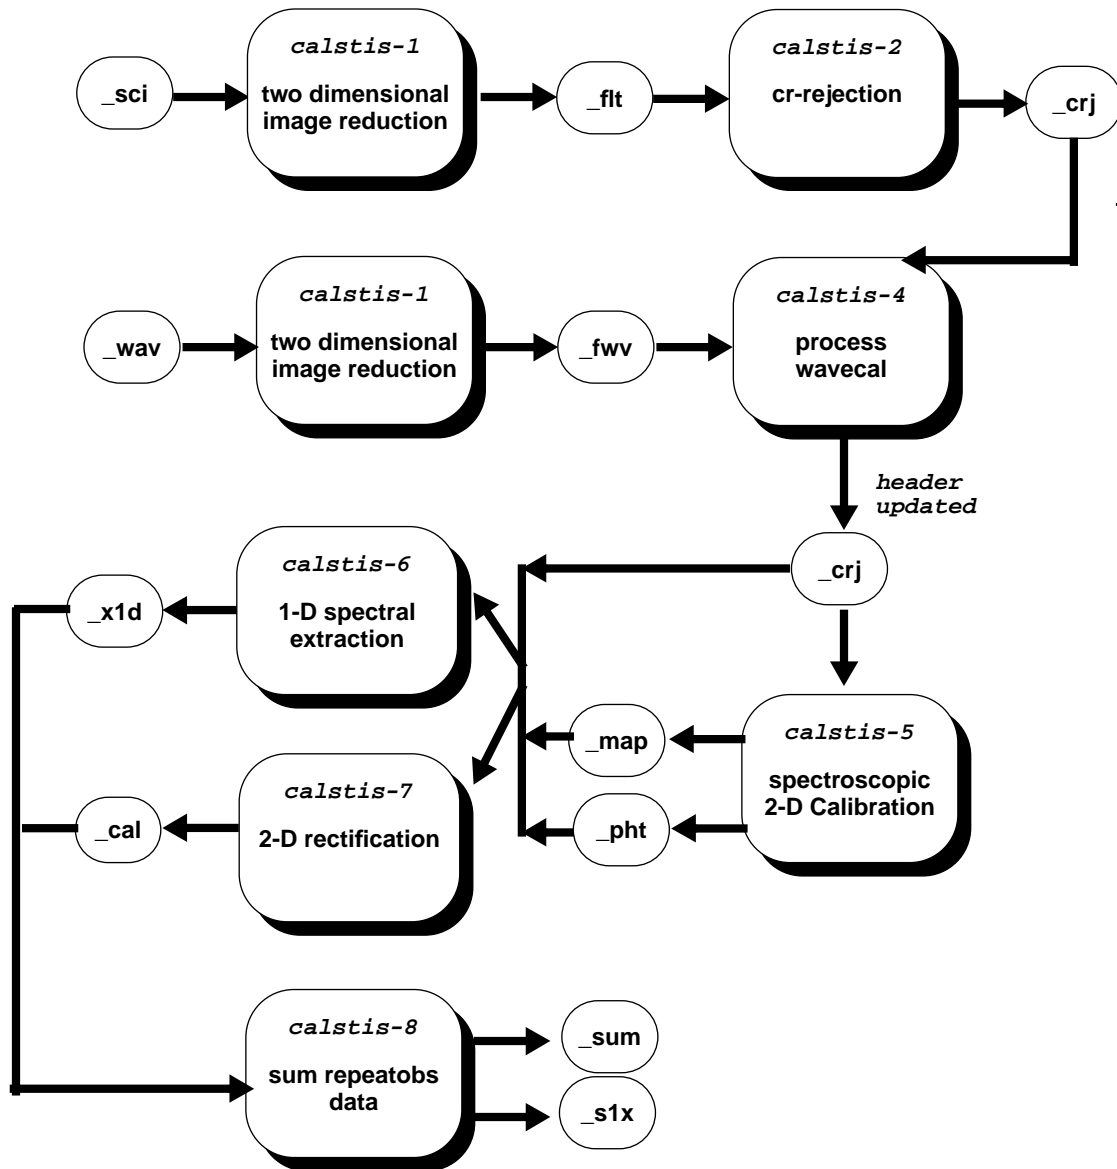 calstis-1
two dimensional
image reduction
_sci
_flt
calstis-2
cr-rejection
_crj
calstis-1
two dimensional
image reduction
_wav
_fwv
calstis-4
process
wavecal
header
updated
_crj
calstis-6
1-D spectral
extraction
_x1d
calstis-5
spectroscopic
2-D Calibration
_map
_pht
calstis-7
2-D rectification
_cal
calstis-8
sum repeatobs
data
_sum
_s1x